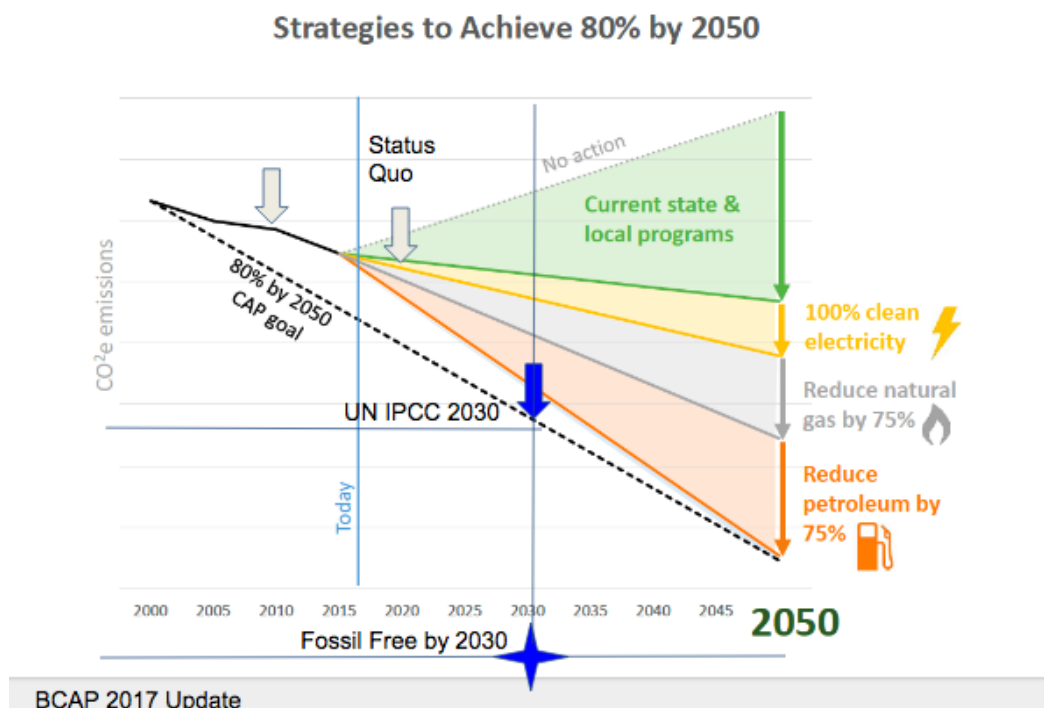 Strategies to Achieve 80% by 2050
Status
Quo
No action
Current state &
local programs
CO²e emissions
80% by 2050
CAP goal
100% clean
electricity
Reduce natural
gas by 75%
UN IPCC 2030
Reduce
petroleum by
75%
Today
2000 2005 2010 2015 2020 2025 2030 2035 2040 2045 2050
Fossil Free by 2030
BCAP 2017 Update